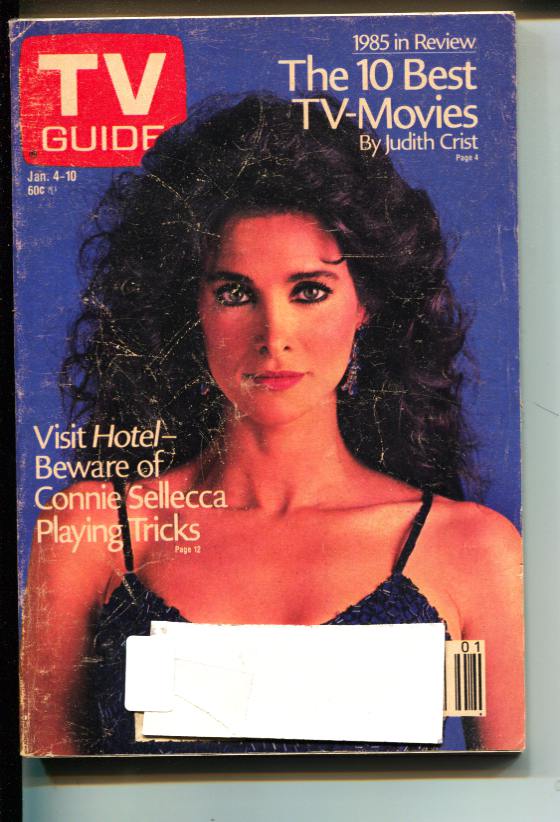 TV
GUIDE
1985 in Review
The 10 Best
TV-Movies
By Judith Crist
Page 4
Jan. 4-10
60¢
Visit Hotel–
Beware of
Connie Sellecca
Playing Tricks
Page 12
01